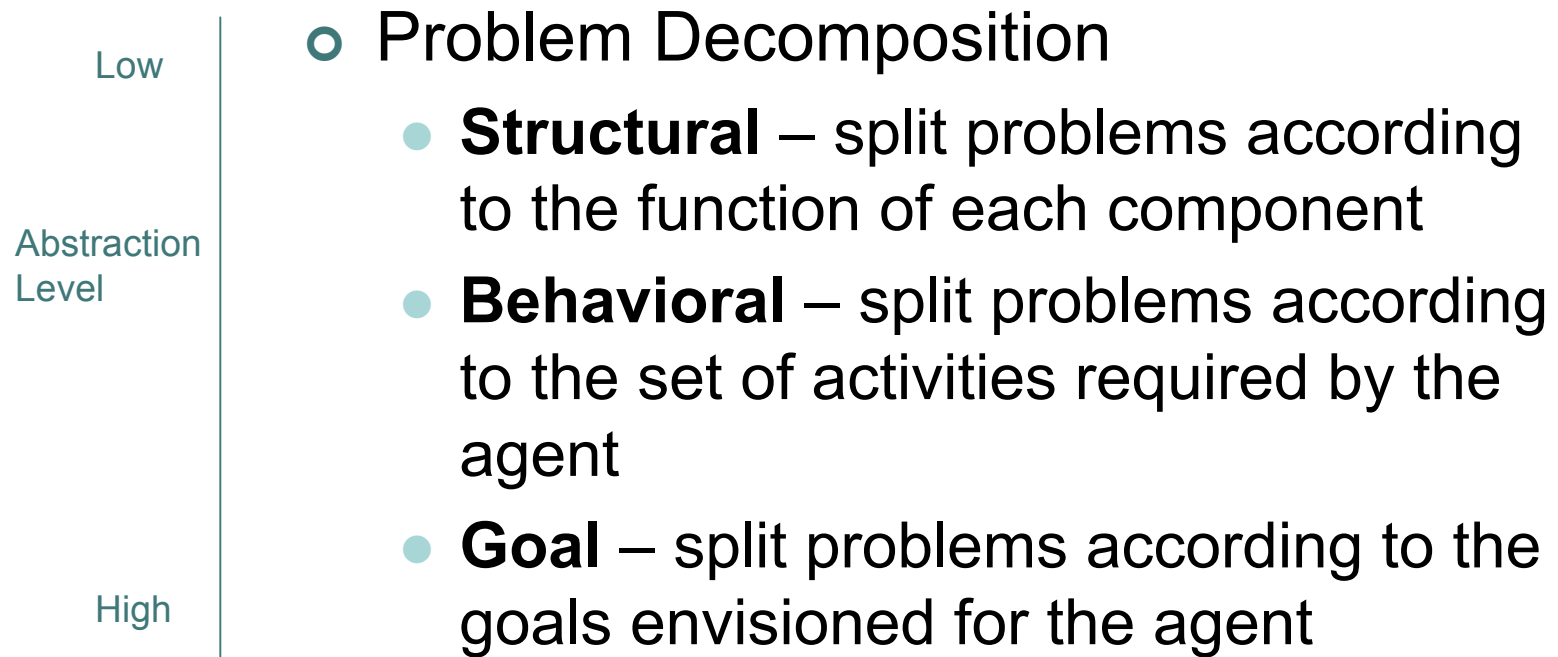 Low
Abstraction
Level
High
Problem Decomposition
Structural – split problems according
to the function of each component
Behavioral – split problems according
to the set of activities required by the
agent
Goal – split problems according to the
goals envisioned for the agent